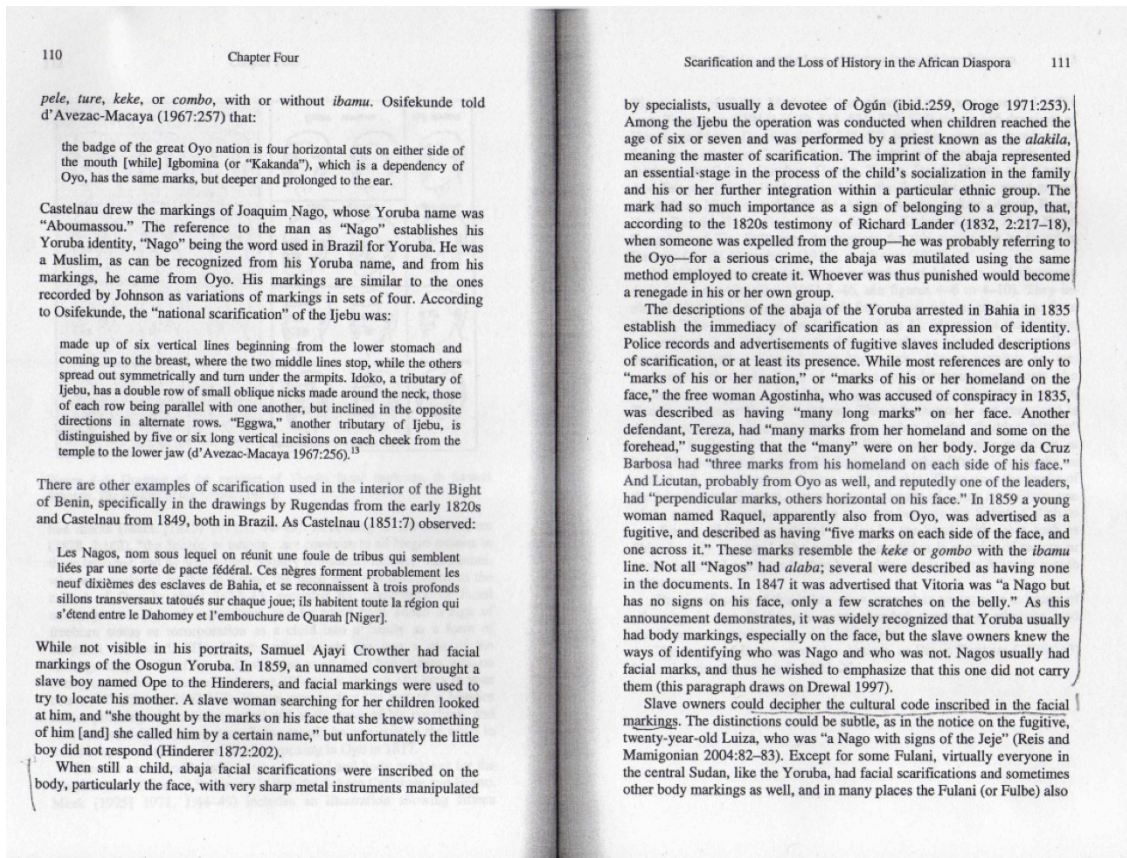 110
Chapter Four
pele, ture, keke, or combo, with or without ibamu. Osifekunde told
d'Avezac-Macaya (1967:257) that:
the badge of the great Oyo nation is four horizontal cuts on either side of
the mouth [while] Igbomina (or "Kakanda"), which is a dependency of
Oyo, has the same marks, but deeper and prolonged to the ear.
Castelnau drew the markings of Joaquim Nago, whose Yoruba name was
"Aboumassou." The reference to the man as "Nago" establishes his
Yoruba identity, "Nago" being the word used in Brazil for Yoruba. He was
a Muslim, as can be recognized from his Yoruba name, and from his
markings, he came from Oyo. His markings are similar to the ones
recorded by Johnson as variations of markings in sets of four. According
to Osifekunde, the "national scarification" of the Ijebu was:
made up of six vertical lines beginning from the lower stomach and
coming up to the breast, where the two middle lines stop, while the others
spread out symmetrically and turn under the armpits. Idoko, a tributary of
Ijebu, has a double row of small oblique nicks made around the neck, those
of each row being parallel with one another, but inclined in the opposite
directions in alternate rows. "Eggwa," another tributary of Ijebu, is
distinguished by five or six long vertical incisions on each cheek from the
temple to the lower jaw (d'Avezac-Macaya 1967:256).13
There are other examples of scarification used in the interior of the Bight
of Benin, specifically in the drawings by Rugendas from the early 1820s
and Castelnau from 1849, both in Brazil. As Castelnau (1851:7) observed:
Les Nagos, nom sous lequel on réunit une foule de tribus qui semblent
liées par une sorte de pacte fédéral. Ces nègres forment probablement les
neuf dixièmes des esclaves de Bahia, et se reconnaissent à trois profonds
sillons transversaux tatoués sur chaque joue; ils habitent toute la région qui
s'étend entre le Dahomey et l'embouchure de Quarah [Niger].
While not visible in his portraits, Samuel Ajayi Crowther had facial
markings of the Osogun Yoruba. In 1859, an unnamed convert brought a
slave boy named Ope to the Hinderers, and facial markings were used to
try to locate his mother. A slave woman searching for her children looked
at him, and "she thought by the marks on his face that she knew something
of him [and] she called him by a certain name," but unfortunately the little
boy did not respond (Hinderer 1872:202).
When still a child, abaja facial scarifications were inscribed on the
body, particularly the face, with very sharp metal instruments manipulated
Scarification and the Loss of History in the African Diaspora
111
by specialists, usually a devotee of Ògún (ibid.:259, Oroge 1971:253).
Among the Ijebu the operation was conducted when children reached the
age of six or seven and was performed by a priest known as the alakila,
meaning the master of scarification. The imprint of the abaja represented
an essential-stage in the process of the child's socialization in the family
and his or her further integration within a particular ethnic group. The
mark had so much importance as a sign of belonging to a group, that,
according to the 1820s testimony of Richard Lander (1832, 2:217–18),
when someone was expelled from the group—he was probably referring to
the Oyo—for a serious crime, the abaja was mutilated using the same
method employed to create it. Whoever was thus punished would become
a renegade in his or her own group.
The descriptions of the abaja of the Yoruba arrested in Bahia in 1835
establish the immediacy of scarification as an expression of identity.
Police records and advertisements of fugitive slaves included descriptions
of scarification, or at least its presence. While most references are only to
"marks of his or her nation," or "marks of his or her homeland on the
face," the free woman Agostinha, who was accused of conspiracy in 1835,
was described as having "many long marks" on her face. Another
defendant, Tereza, had "many marks from her homeland and some on the
forehead," suggesting that the "many" were on her body. Jorge da Cruz
Barbosa had "three marks from his homeland on each side of his face."
And Licutan, probably from Oyo as well, and reputedly one of the leaders,
had "perpendicular marks, others horizontal on his face." In 1859 a young
woman named Raquel, apparently also from Oyo, was advertised as a
fugitive, and described as having "five marks on each side of the face, and
one across it." These marks resemble the keke or gombo with the ibamu
line. Not all "Nagos" had alaba; several were described as having none
in the documents. In 1847 it was advertised that Vitoria was "a Nago but
has no signs on his face, only a few scratches on the belly." As this
announcement demonstrates, it was widely recognized that Yoruba usually
had body markings, especially on the face, but the slave owners knew the
ways of identifying who was Nago and who was not. Nagos usually had
facial marks, and thus he wished to emphasize that this one did not carry
them (this paragraph draws on Drewal 1997).
Slave owners could decipher the cultural code inscribed in the facial
markings. The distinctions could be subtle, as in the notice on the fugitive,
twenty-year-old Luiza, who was "a Nago with signs of the Jeje" (Reis and
Mamigonian 2004:82–83). Except for some Fulani, virtually everyone in
the central Sudan, like the Yoruba, had facial scarifications and sometimes
other body markings as well, and in many places the Fulani (or Fulbe) also